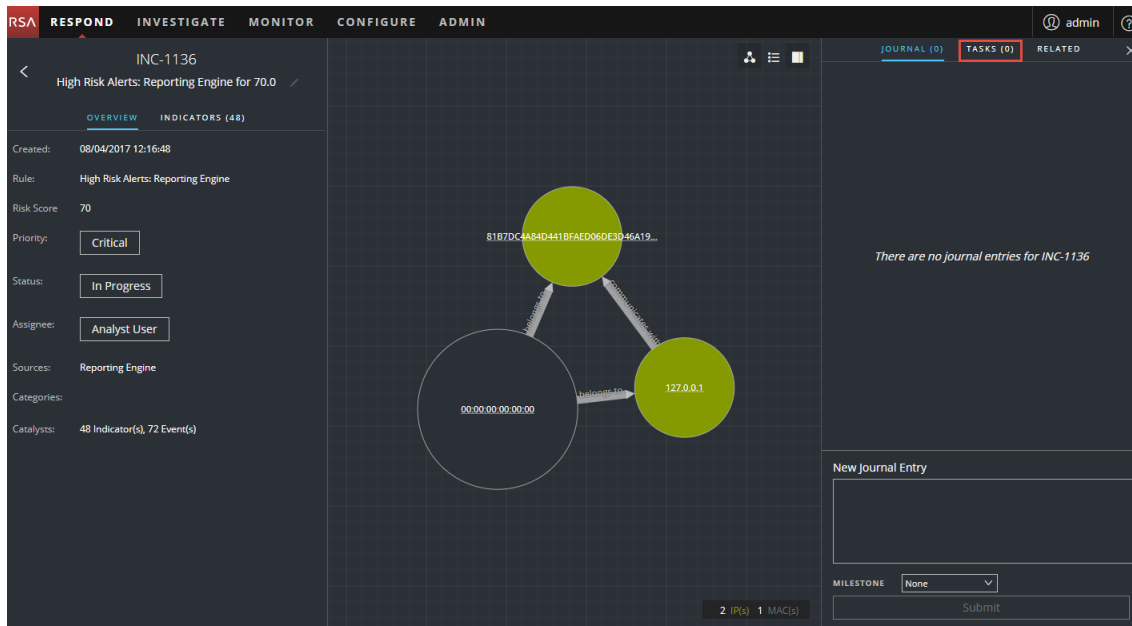 RSA RESPOND INVESTIGATE MONITOR CONFIGURE ADMIN admin ?
INC-1136
High Risk Alerts: Reporting Engine for 70.0
OVERVIEW INDICATORS (48)
Created: 08/04/2017 12:16:48
Rule: High Risk Alerts: Reporting Engine
Risk Score 70
Priority: Critical
Status: In Progress
Assignee: Analyst User
Sources: Reporting Engine
Categories:
Catalysts: 48 Indicator(s), 72 Event(s)
81B7DC4A84D441BFAED06DE3D46A19...
belongs to
communicates with
belongs to
127.0.0.1
00:00:00:00:00:00
2 IP(s) 1 MAC(s)
JOURNAL (0) TASKS (0) RELATED
There are no journal entries for INC-1136
New Journal Entry
MILESTONE None
Submit